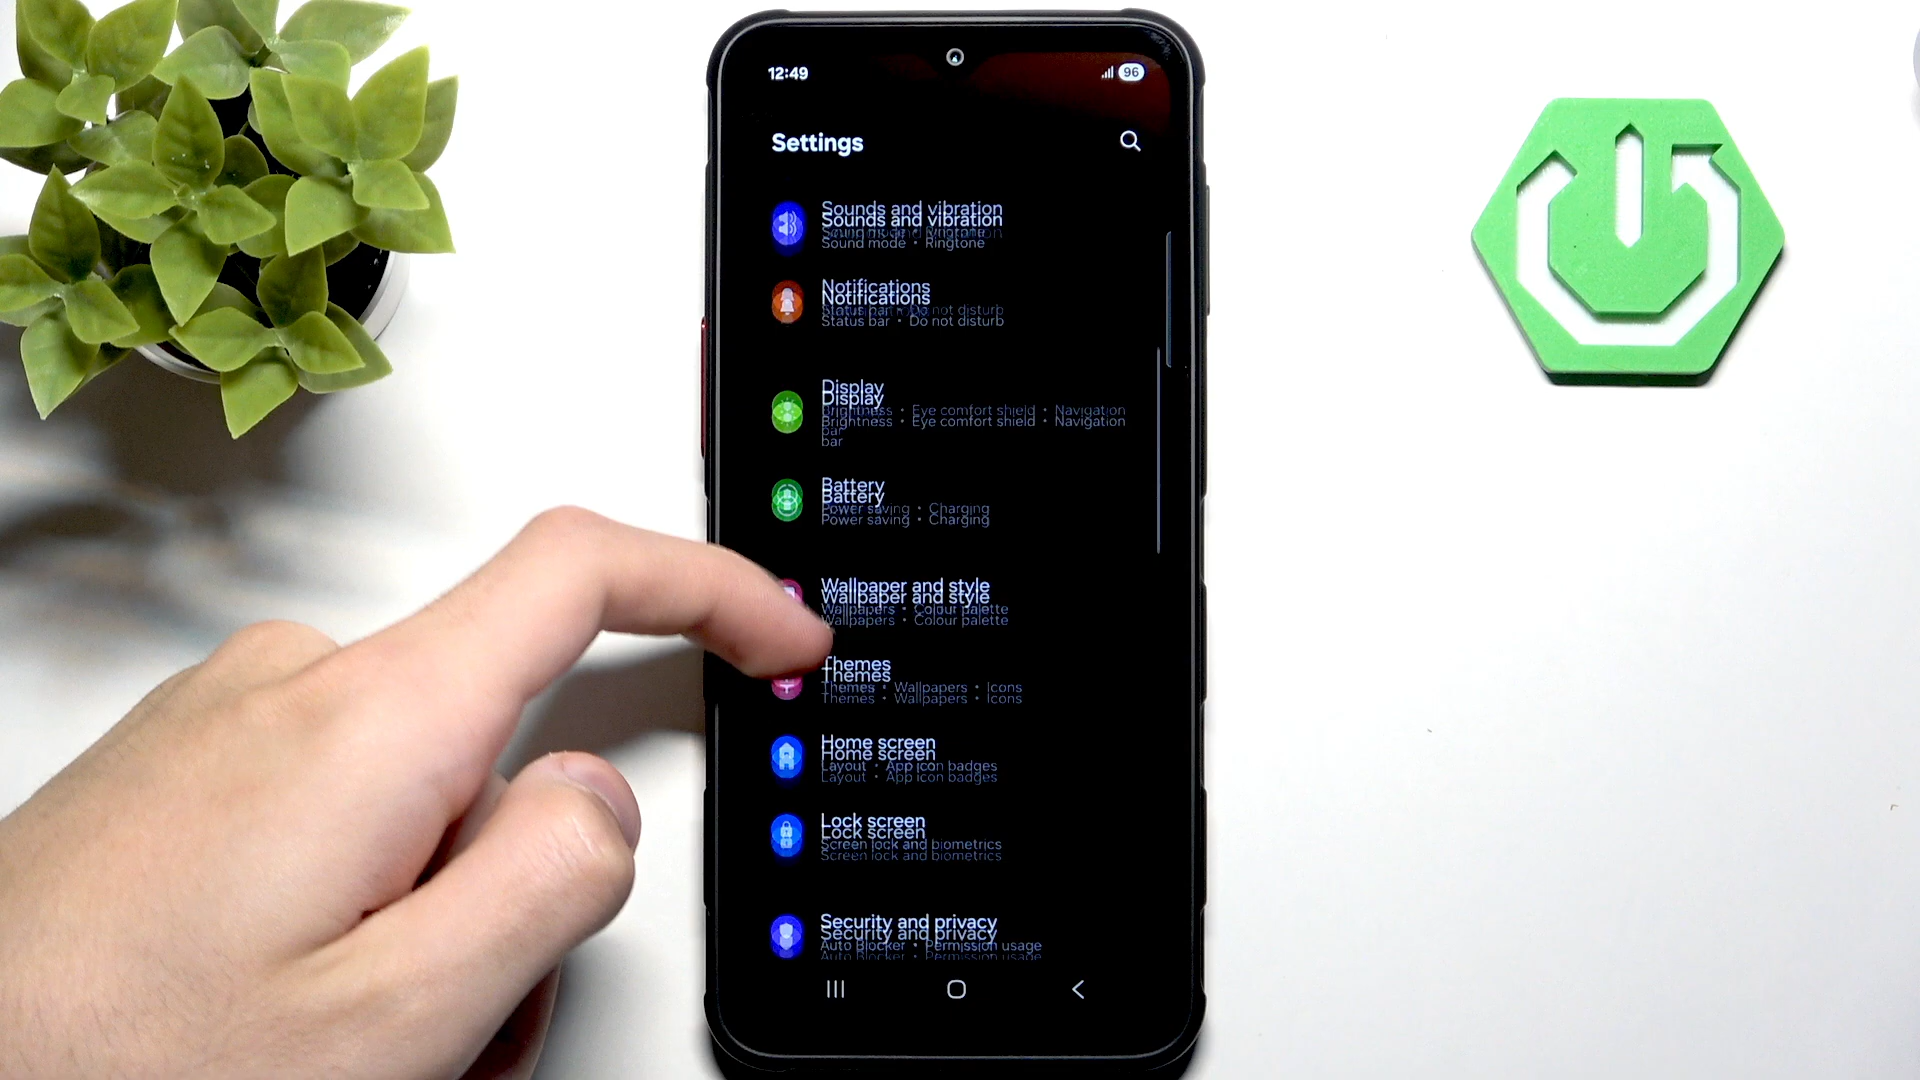 12:49
96
Settings
Sounds and vibration
Sound mode • Ringtone
Notifications
Status bar • Do not disturb
Display
Brightness • Eye comfort shield • Navigation
bar
Battery
Power saving • Charging
Wallpaper and style
Wallpapers • Colour palette
Themes
Themes • Wallpapers • Icons
Home screen
Layout • App icon badges
Lock screen
Screen lock and biometrics
Security and privacy
Auto Blocker • Permission usage